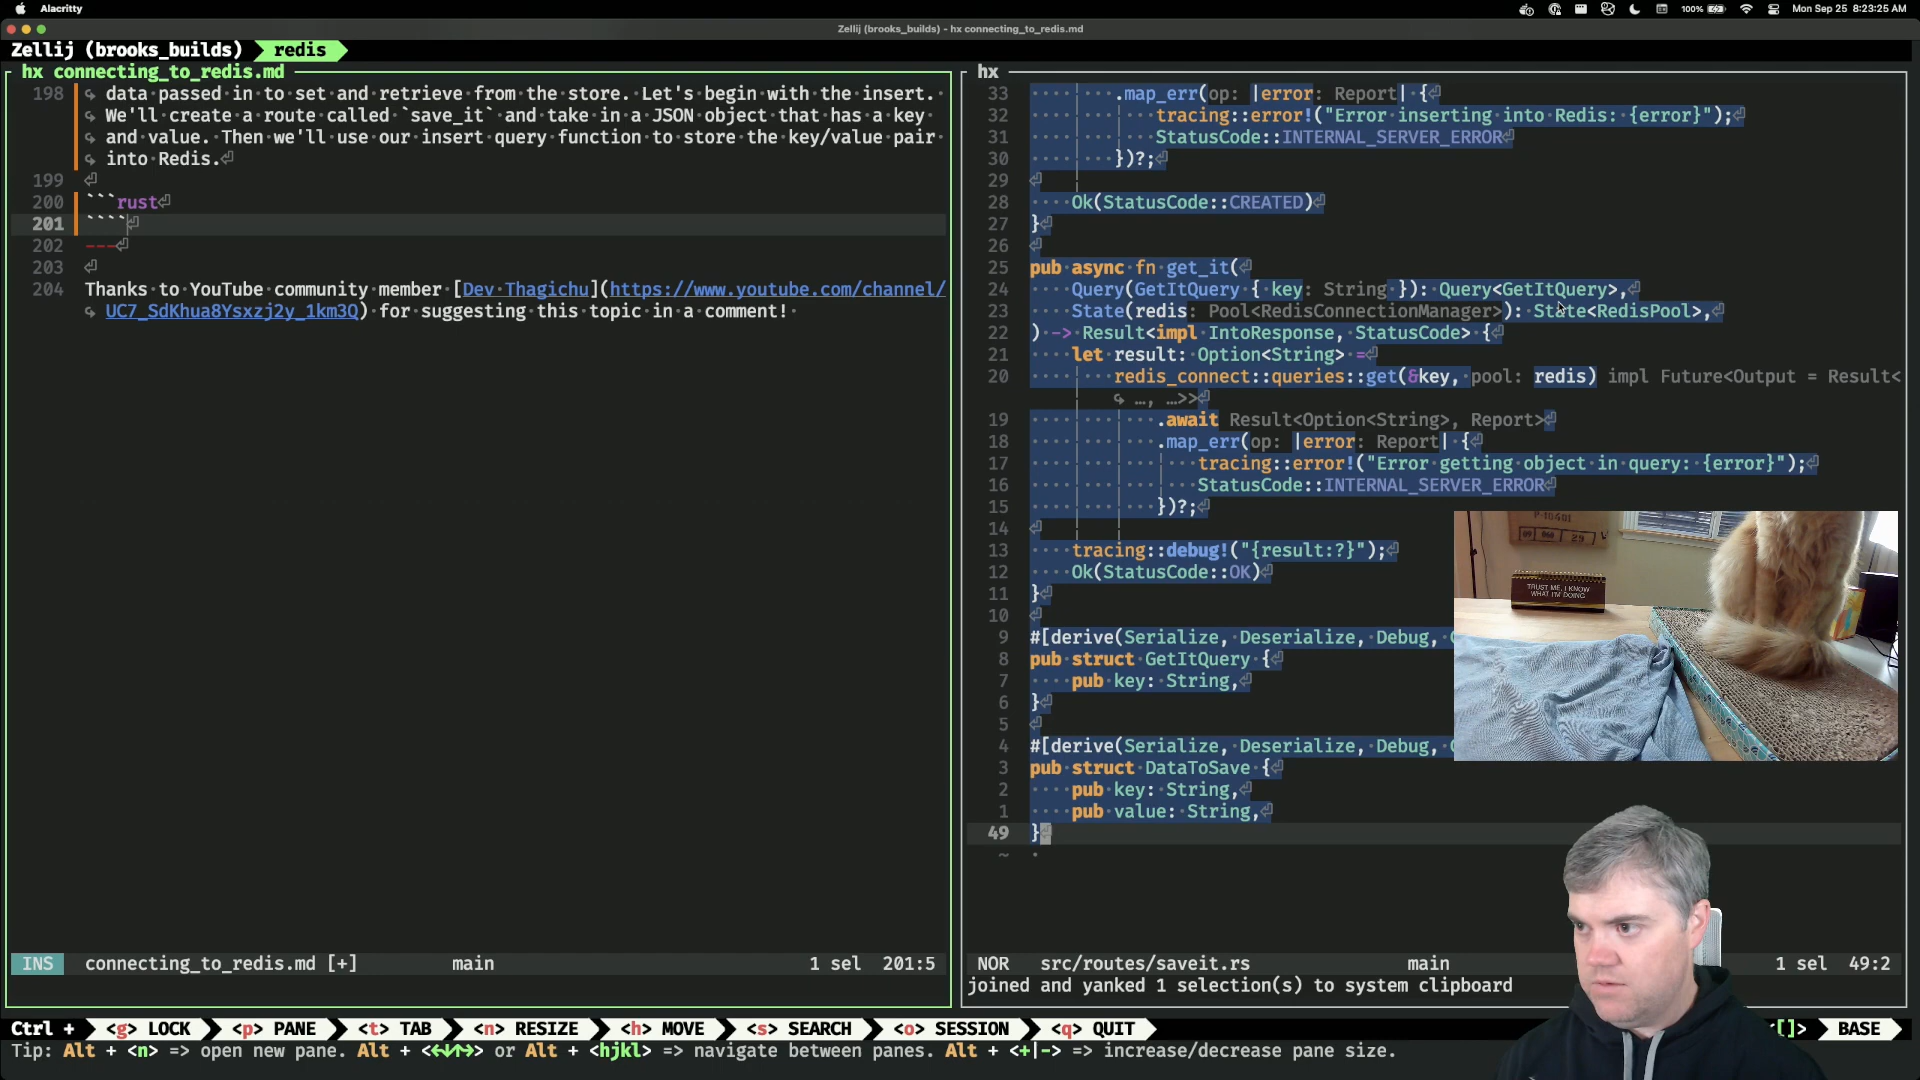 Alacritty
100%
Mon Sep 25 8:23:25 AM
Zellij (brooks_builds) - hx connecting_to_redis.md
Zellij (brooks_builds) redis
hx connecting_to_redis.md
198 ↪ data passed in to set and retrieve from the store. Let's begin with the insert.
↪ We'll create a route called `save_it` and take in a JSON object that has a key
↪ and value. Then we'll use our insert query function to store the key/value pair
↪ into Redis.⏎
199 ⏎
200 ```rust⏎
201 ````⏎
202 ---⏎
203 ⏎
204 Thanks to YouTube community member [Dev Thagichu](https://www.youtube.com/channel/
↪ UC7_SdKhua8Ysxzj2y_1km3Q) for suggesting this topic in a comment!
INS connecting_to_redis.md [+] main 1 sel 201:5
hx
33 .map_err(op: |error: Report| {⏎
32 tracing::error!("Error inserting into Redis: {error}");⏎
31 StatusCode::INTERNAL_SERVER_ERROR⏎
30 })?;⏎
29 ⏎
28 Ok(StatusCode::CREATED)⏎
27 }⏎
26 ⏎
25 pub async fn get_it(⏎
24 Query(GetItQuery { key: String }): Query<GetItQuery>,⏎
23 State(redis: Pool<RedisConnectionManager>): State<RedisPool>,⏎
22 ) -> Result<impl IntoResponse, StatusCode> {⏎
21 let result: Option<String> =⏎
20 redis_connect::queries::get(&key, pool: redis) impl Future<Output = Result<
↪ …, …>>⏎
19 .await Result<Option<String>, Report>⏎
18 .map_err(op: |error: Report| {⏎
17 tracing::error!("Error getting object in query: {error}");⏎
16 StatusCode::INTERNAL_SERVER_ERROR⏎
15 })?;⏎
14 ⏎
13 tracing::debug!("{result:?}");⏎
12 Ok(StatusCode::OK)⏎
11 }⏎
10 ⏎
9 #[derive(Serialize, Deserialize, Debug,
8 pub struct GetItQuery {⏎
7 pub key: String,⏎
6 }⏎
5 ⏎
4 #[derive(Serialize, Deserialize, Debug,
3 pub struct DataToSave {⏎
2 pub key: String,⏎
1 pub value: String,⏎
49 }⏎
~
NOR src/routes/saveit.rs main 1 sel 49:2
joined and yanked 1 selection(s) to system clipboard
TRUST ME, I KNOW
WHAT I'M DOING
Ctrl + <g> LOCK <p> PANE <t> TAB <n> RESIZE <h> MOVE <s> SEARCH <o> SESSION <q> QUIT <[]> BASE
Tip: Alt + <n> => open new pane. Alt + <←↓↑→> or Alt + <hjkl> => navigate between panes. Alt + <+|-> => increase/decrease pane size.